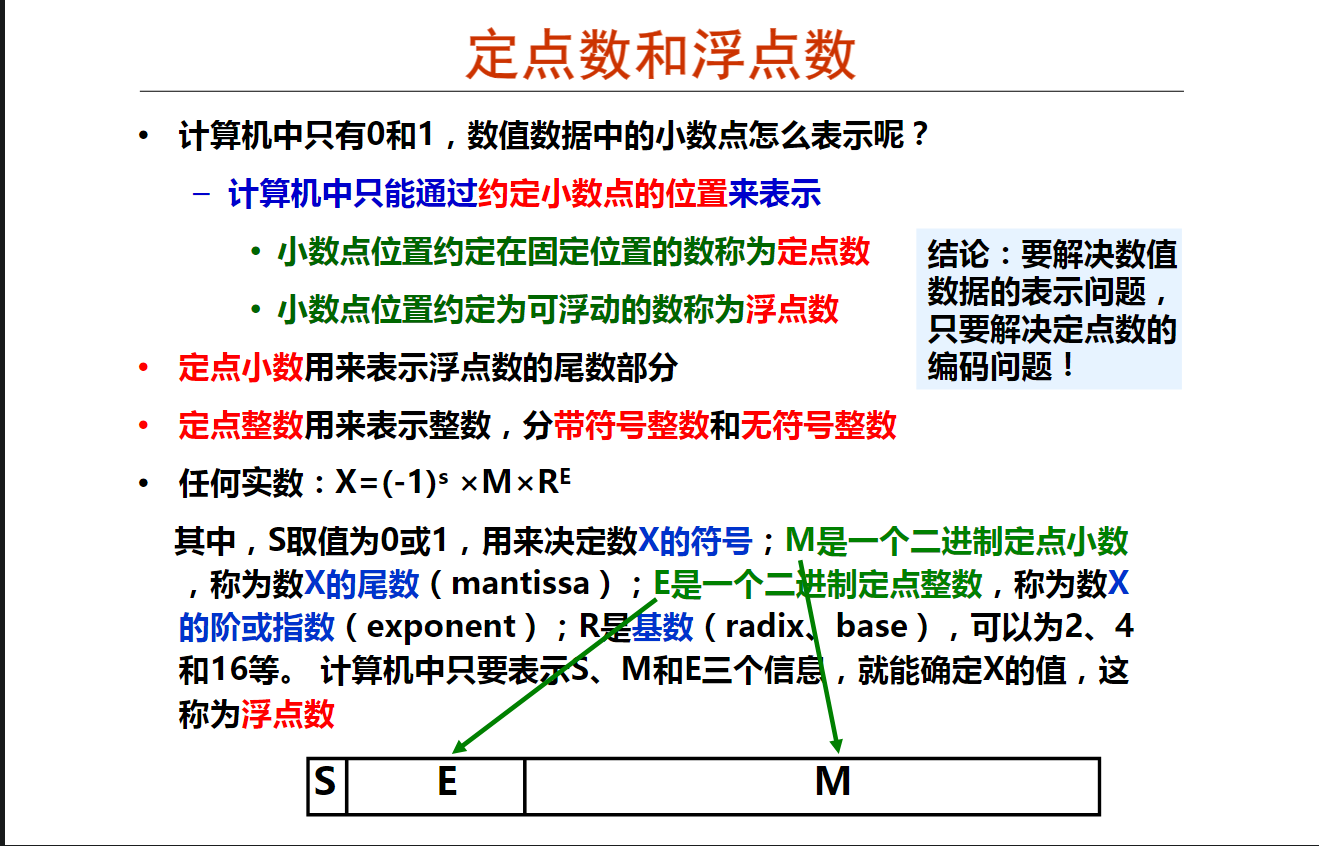 定点数和浮点数
• 计算机中只有0和1，数值数据中的小数点怎么表示呢？
– 计算机中只能通过约定小数点的位置来表示
• 小数点位置约定在固定位置的数称为定点数
• 小数点位置约定为可浮动的数称为浮点数
结论：要解决数值
数据的表示问题，
只要解决定点数的
编码问题！
• 定点小数用来表示浮点数的尾数部分
• 定点整数用来表示整数，分带符号整数和无符号整数
• 任何实数：X=(-1)ˢ ×M×Rᴱ
其中，S取值为0或1，用来决定数X的符号；M是一个二进制定点小数
，称为数X的尾数（mantissa）；E是一个二进制定点整数，称为数X
的阶或指数（exponent）；R是基数（radix、base），可以为2、4
和16等。 计算机中只要表示S、M和E三个信息，就能确定X的值，这
称为浮点数
S E M